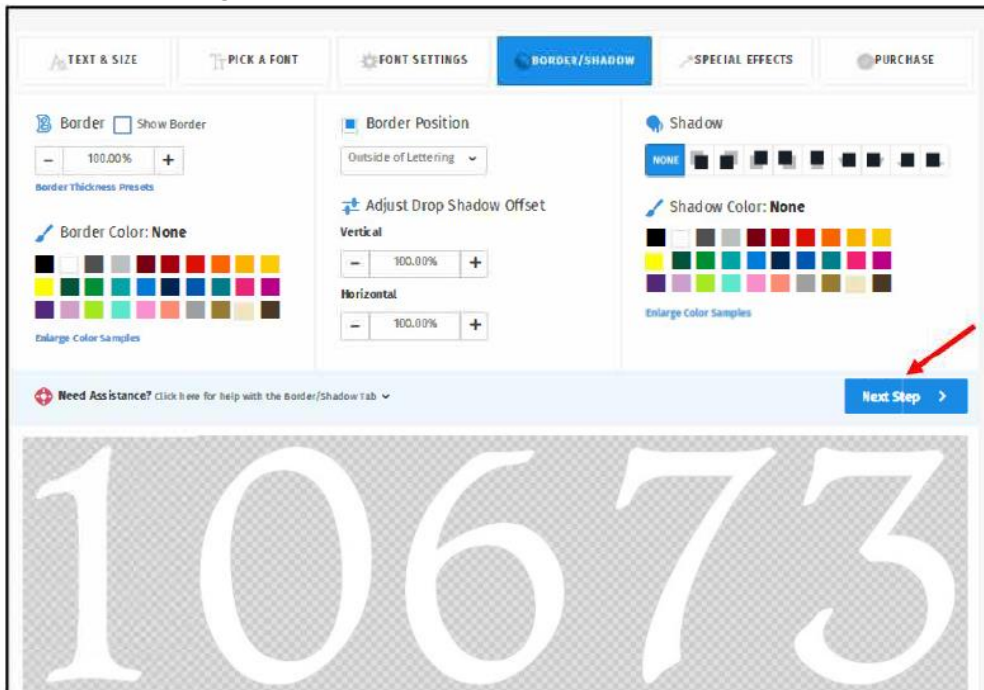 TEXT & SIZE
PICK A FONT
FONT SETTINGS
BORDER/SHADOW
SPECIAL EFFECTS
PURCHASE
Border Show Border
- 100.00% +
Border Thickness Presets
Border Color: None
Enlarge Color Samples
Border Position
Outside of Lettering
Adjust Drop Shadow Offset
Vertical
- 100.00% +
Horizontal
- 100.00% +
Shadow
NONE
Shadow Color: None
Enlarge Color Samples
Need Assistance? Click here for help with the Border/Shadow Tab
Next Step >
10673